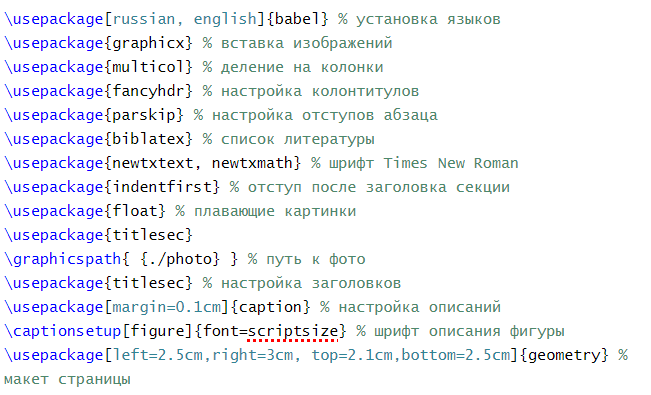 \usepackage[russian, english]{babel} % установка языков
\usepackage{graphicx} % вставка изображений
\usepackage{multicol} % деление на колонки
\usepackage{fancyhdr} % настройка колонтитулов
\usepackage{parskip} % настройка отступов абзаца
\usepackage{biblatex} % список литературы
\usepackage{newtxtext, newtxmath} % шрифт Times New Roman
\usepackage{indentfirst} % отступ после заголовка секции
\usepackage{float} % плавающие картинки
\usepackage{titlesec}
\graphicspath{ {./photo} } % путь к фото
\usepackage{titlesec} % настройка заголовков
\usepackage[margin=0.1cm]{caption} % настройка описаний
\captionsetup[figure]{font=scriptsize} % шрифт описания фигуры
\usepackage[left=2.5cm,right=3cm, top=2.1cm,bottom=2.5cm]{geometry} %
макет страницы